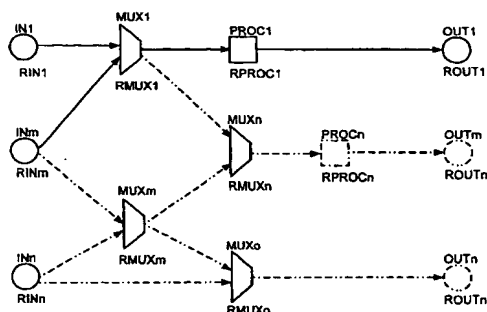 IN1
MUX1
PROC1
OUT1
RIN1
RMUX1
RPROC1
ROUT1
INm
MUXn
PROCn
OUTm
RINm
RMUXn
RPROCn
ROUTn
MUXm
INn
RMUXm
MUXo
OUTn
RINn
RMUXo
ROUTn